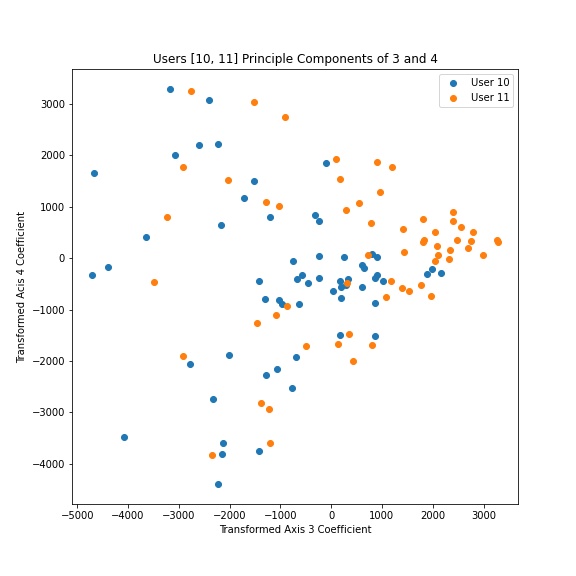 Users [10, 11] Principle Components of 3 and 4
User 10
User 11
3000
2000
1000
0
−1000
−2000
−3000
−4000
Transformed Acis 4 Coefficient
−5000 −4000 −3000 −2000 −1000 0 1000 2000 3000
Transformed Axis 3 Coefficient